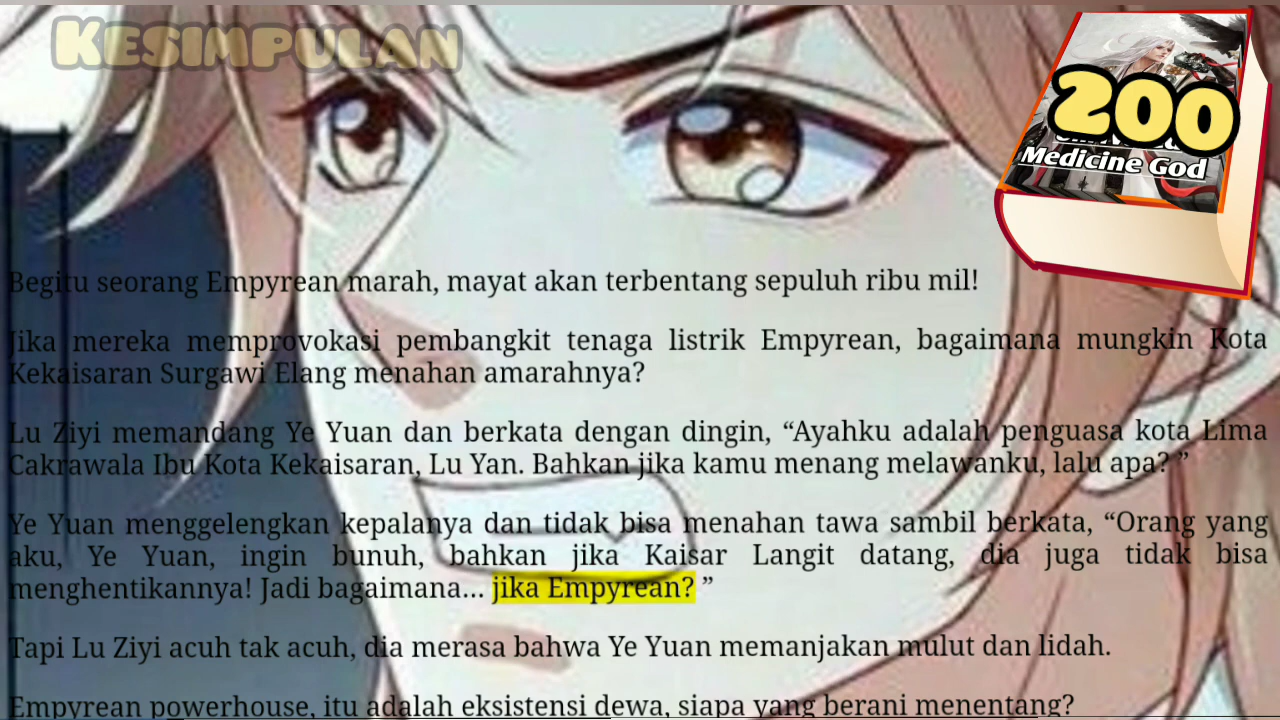 KESIMPULAN
200
Medicine God
Begitu seorang Empyrean marah, mayat akan terbentang sepuluh ribu mil!
Jika mereka memprovokasi pembangkit tenaga listrik Empyrean, bagaimana mungkin Kota
Kekaisaran Surgawi Elang menahan amarahnya?
Lu Ziyi memandang Ye Yuan dan berkata dengan dingin, “Ayahku adalah penguasa kota Lima
Cakrawala Ibu Kota Kekaisaran, Lu Yan. Bahkan jika kamu menang melawanku, lalu apa? ”
Ye Yuan menggelengkan kepalanya dan tidak bisa menahan tawa sambil berkata, “Orang yang
aku, Ye Yuan, ingin bunuh, bahkan jika Kaisar Langit datang, dia juga tidak bisa
menghentikannya! Jadi bagaimana... jika Empyrean? ”
Tapi Lu Ziyi acuh tak acuh, dia merasa bahwa Ye Yuan memanjakan mulut dan lidah.
Empyrean powerhouse, itu adalah eksistensi dewa, siapa yang berani menentang?